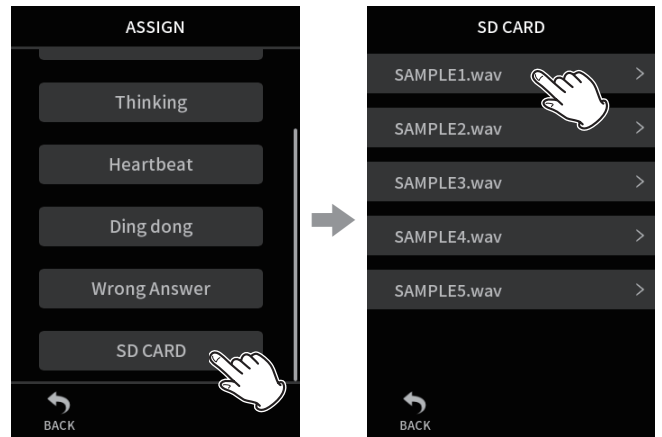 ASSIGN
Thinking
Heartbeat
Ding dong
Wrong Answer
SD CARD
BACK
SD CARD
SAMPLE1.wav
SAMPLE2.wav
SAMPLE3.wav
SAMPLE4.wav
SAMPLE5.wav
BACK